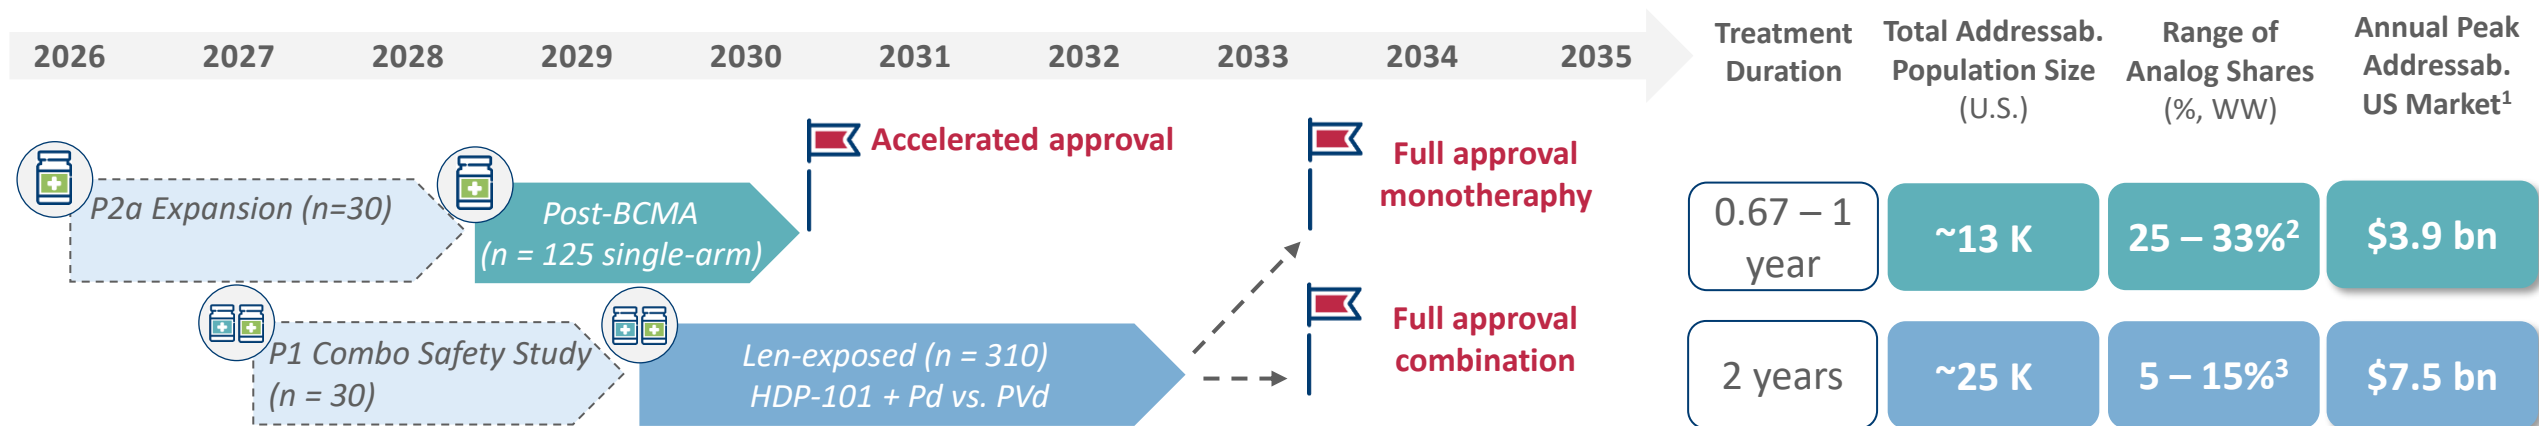 2026 2027 2028 2029 2030 2031 2032 2033 2034 2035
Treatment
Duration
Total Addressab.
Population Size
(U.S.)
Range of
Analog Shares
(%, WW)
Annual Peak
Addressab.
US Market¹
P2a Expansion (n=30)
Post-BCMA
(n = 125 single-arm)
Accelerated approval
Full approval
monotheraphy
0.67 – 1
year
~13 K
25 – 33%²
$3.9 bn
P1 Combo Safety Study
(n = 30)
Len-exposed (n = 310)
HDP-101 + Pd vs. PVd
Full approval
combination
2 years
~25 K
5 – 15%³
$7.5 bn